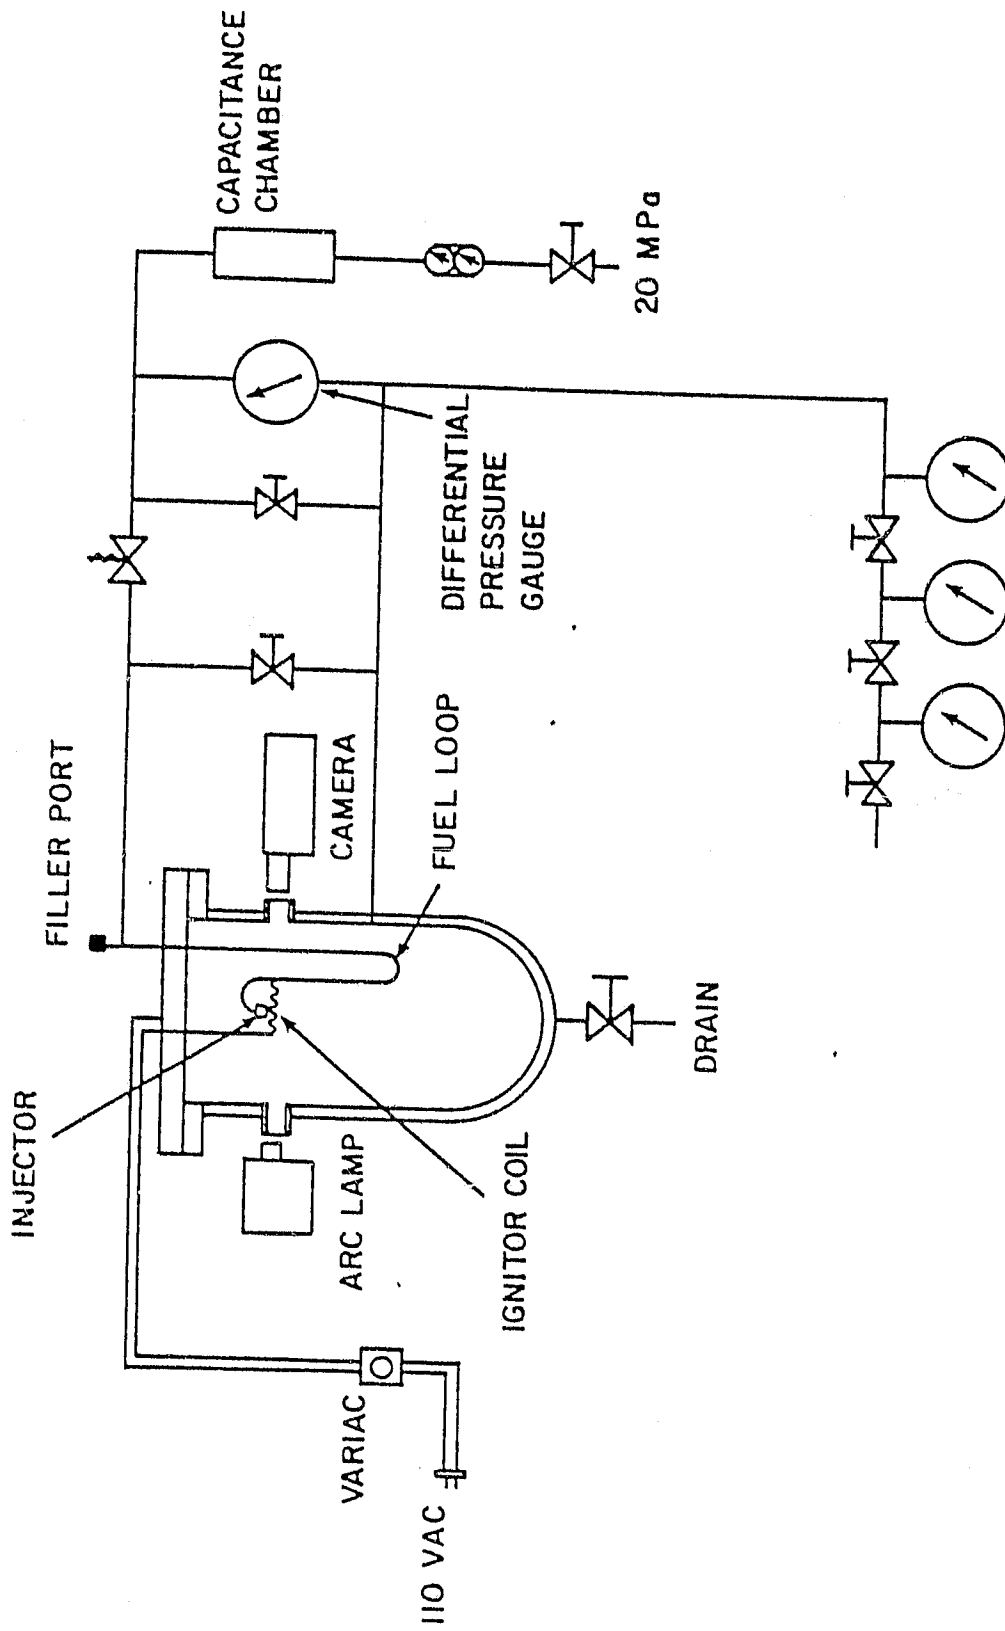 FILLER PORT
INJECTOR
CAPACITANCE
CHAMBER
CAMERA
ARC LAMP
VARIAC
110 VAC
FUEL LOOP
IGNITOR COIL
DIFFERENTIAL
PRESSURE
GAUGE
20 MPa
DRAIN